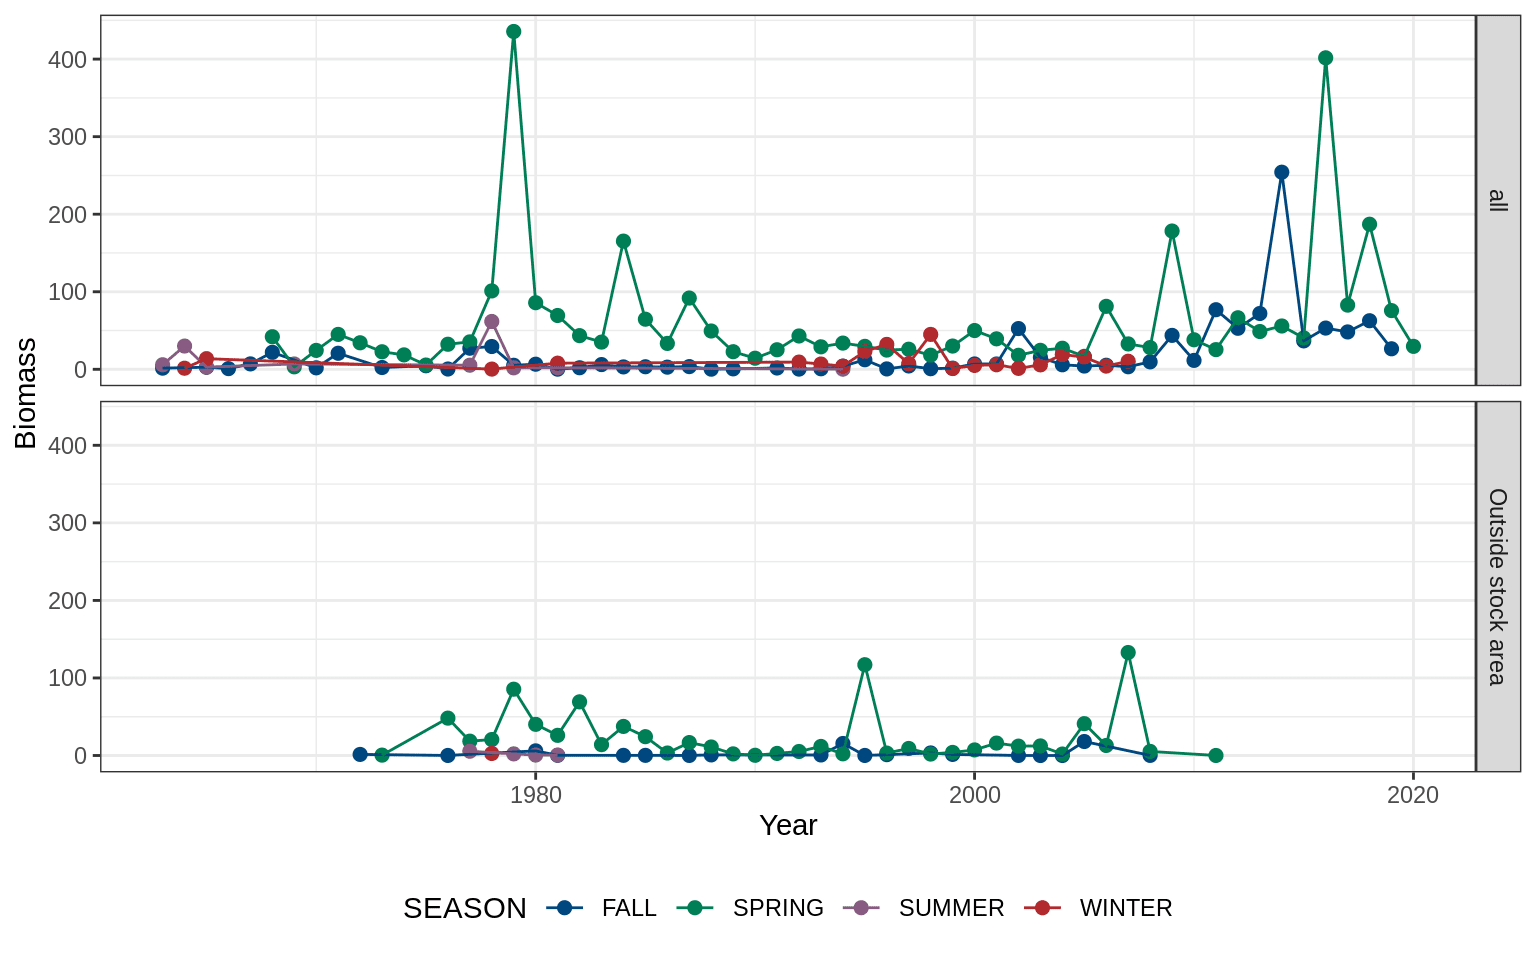 Biomass
400
300
200
100
0
all
400
300
200
100
0
Outside stock area
1980
2000
2020
Year
SEASON FALL SPRING SUMMER WINTER